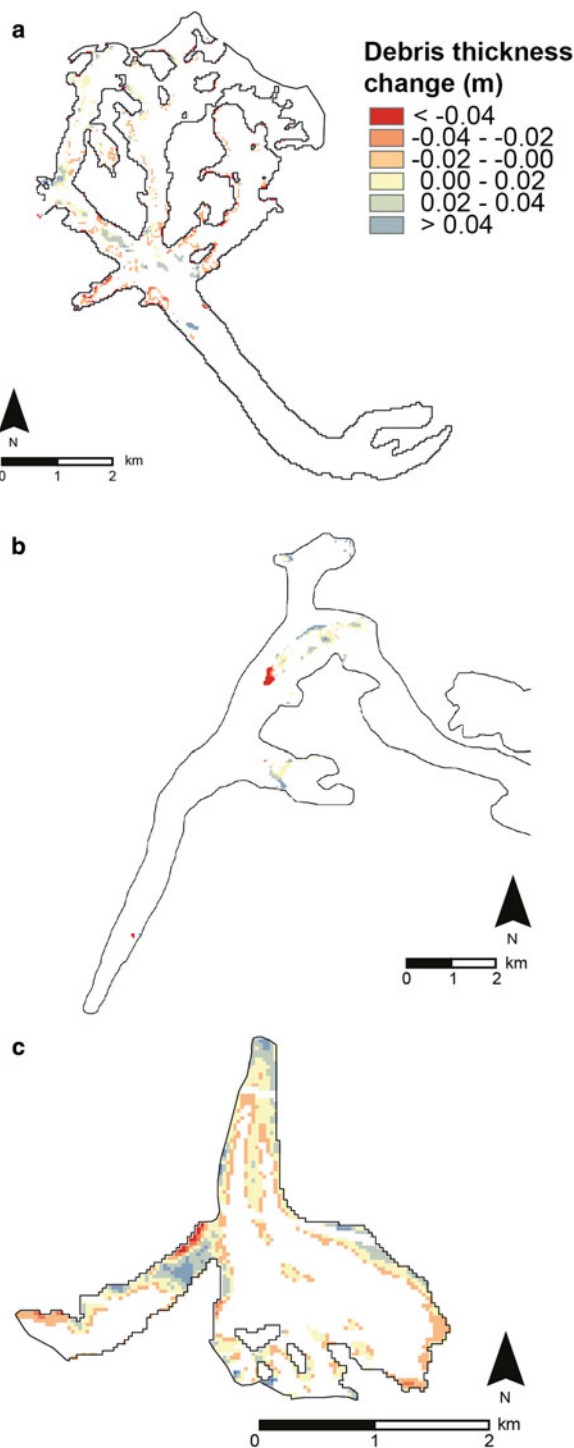 a
Debris thickness
change (m)
< -0.04
-0.04 - -0.02
-0.02 - -0.00
0.00 - 0.02
0.02 - 0.04
> 0.04
N
km
0 1 2
b
N
km
0 1 2
c
N
km
0 1 2